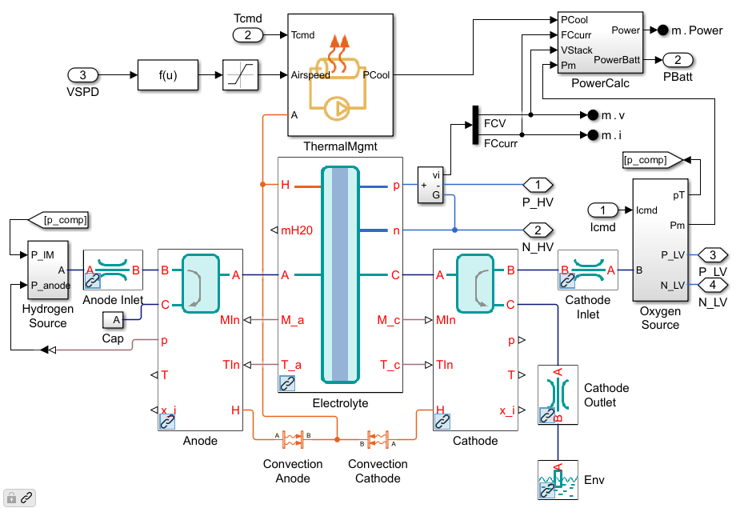 Tcmd
2
3
VSPD
f(u)
Tcmd
Airspeed
PCool
A
ThermalMgmt
PCool
FCcurr
VStack
Pm
Power
PowerBatt
PowerCalc
m.Power
2
PBatt
FCV
FCcurr
m.v
m.i
vi
+
-
G
1
P_HV
2
N_HV
[p_comp]
1
Icmd
Icmd
pT
Pm
P_LV
N_LV
B
Oxygen
Source
3
P_LV
4
N_LV
[p_comp]
P_IM
P_anode
A
Hydrogen
Source
A
B
Anode Inlet
A
Cap
B
C
A
MIn
TIn
p
T
x_i
H
Anode
H
mH20
A
M_a
T_a
p
n
C
M_c
T_c
Electrolyte
A
MIn
TIn
H
B
C
p
T
x_i
Cathode
B
A
Cathode
Inlet
A
B
Cathode
Outlet
A
Env
A
B
Convection
Anode
B
A
Convection
Cathode